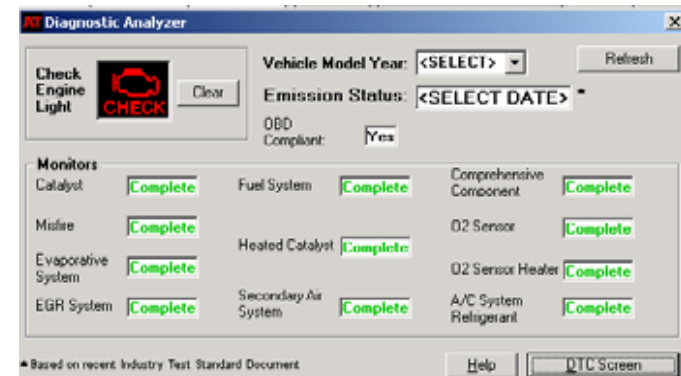 AT Diagnostic Analyzer
Check
Engine
Light
CHECK
Clear
Vehicle Model Year: <SELECT>
Refresh
Emission Status: <SELECT DATE> *
OBD
Compliant: Yes
Monitors
Catalyst Complete
Fuel System Complete
Comprehensive
Component Complete
Misfire Complete
Heated Catalyst Complete
O2 Sensor Complete
Evaporative
System Complete
O2 Sensor Heater Complete
EGR System Complete
Secondary Air
System Complete
A/C System
Refrigerant Complete
* Based on recent Industry Test Standard Document
Help
DTC Screen